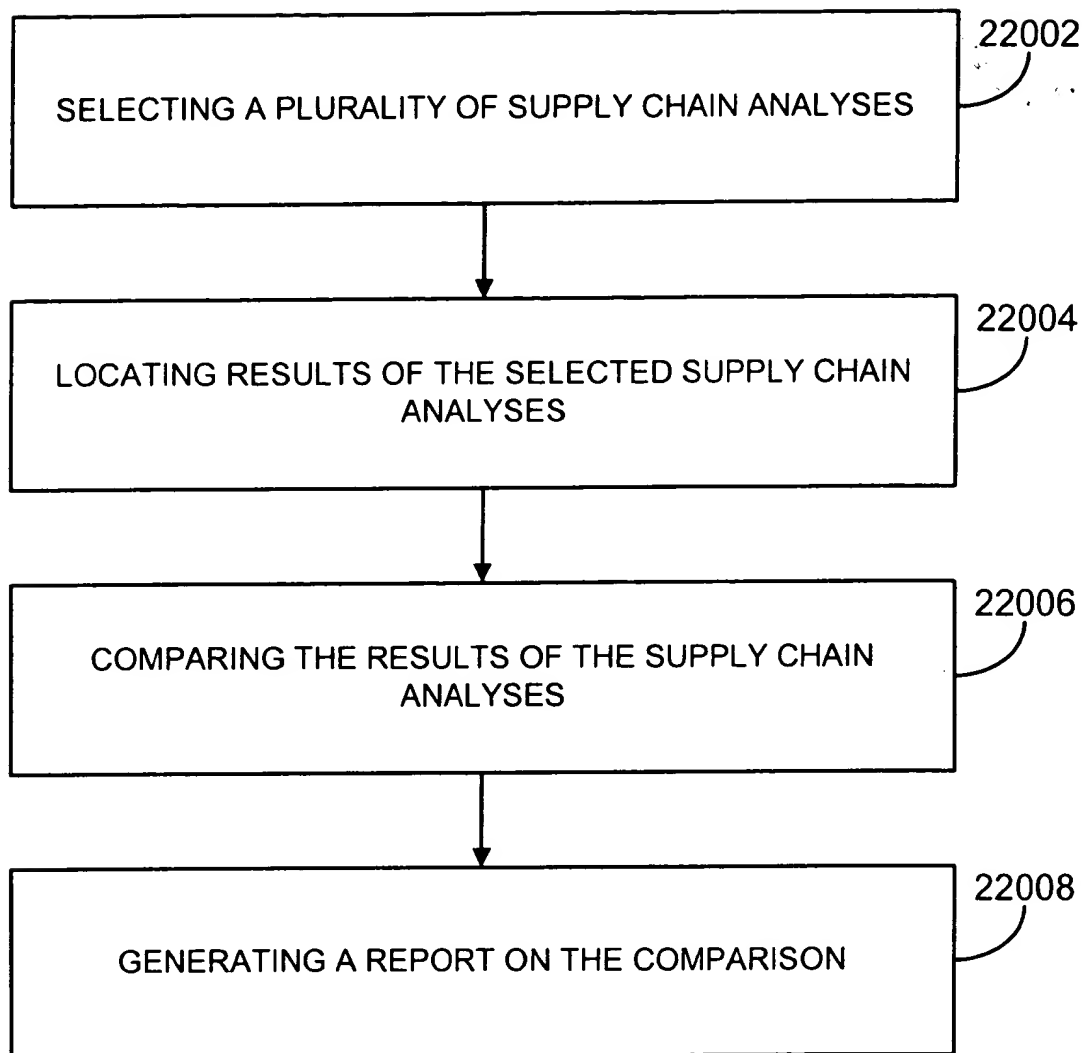 22002
SELECTING A PLURALITY OF SUPPLY CHAIN ANALYSES
22004
LOCATING RESULTS OF THE SELECTED SUPPLY CHAIN
ANALYSES
22006
COMPARING THE RESULTS OF THE SUPPLY CHAIN
ANALYSES
22008
GENERATING A REPORT ON THE COMPARISON